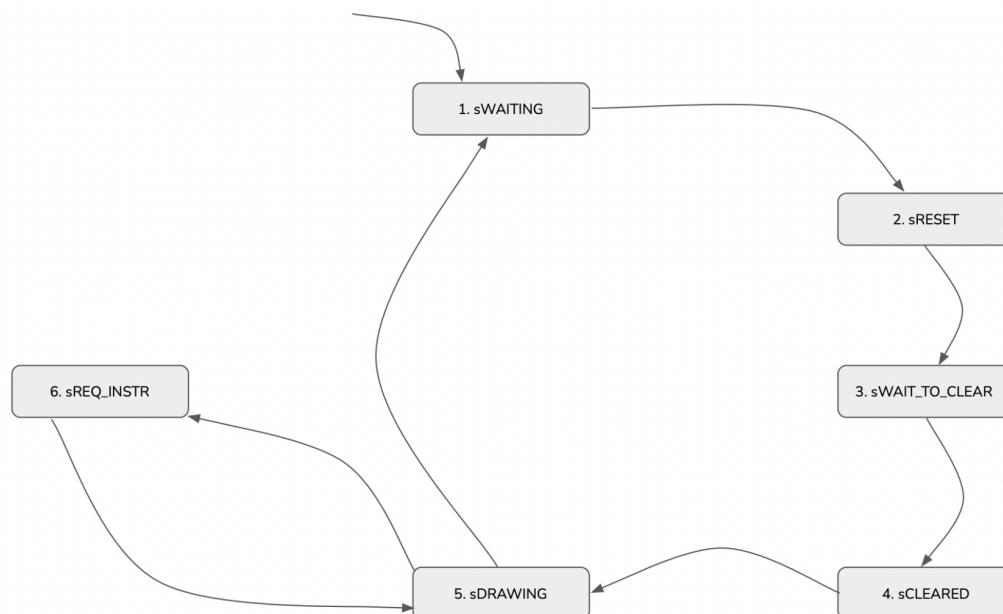 1. sWAITING
2. sRESET
3. sWAIT_TO_CLEAR
4. sCLEARED
5. sDRAWING
6. sREQ_INSTR